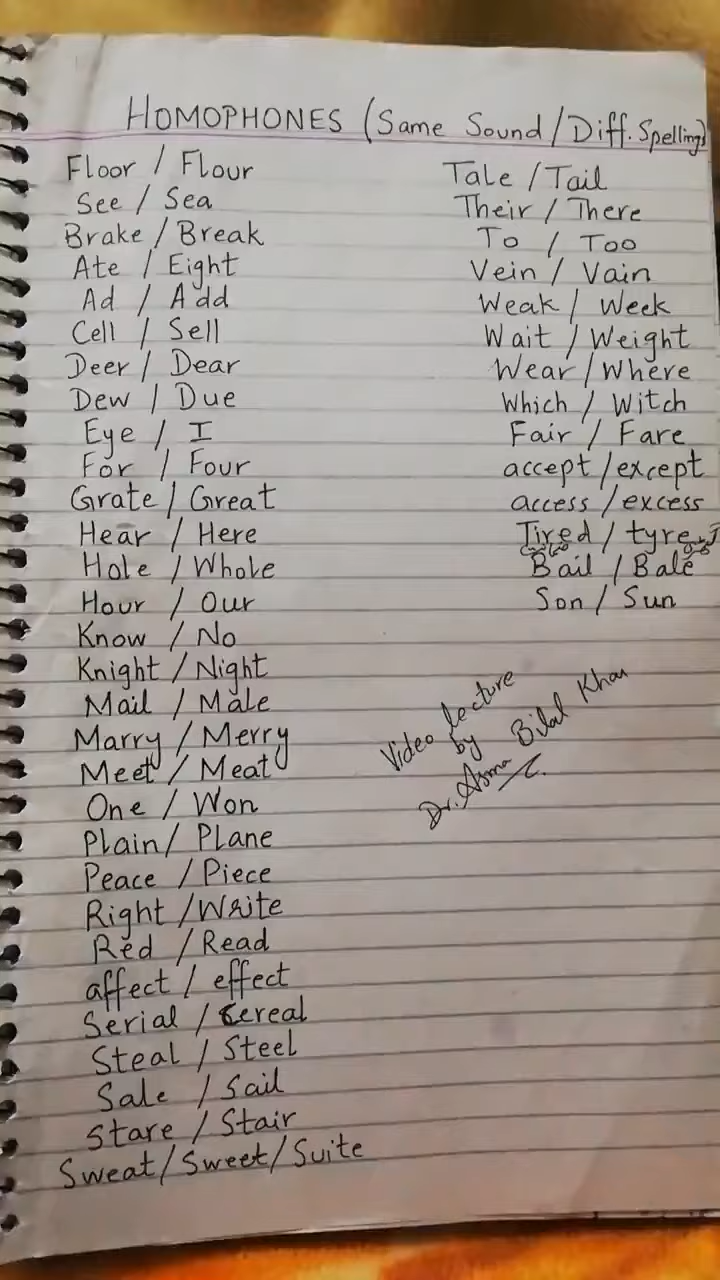 HOMOPHONES (Same Sound/Diff. Spelling)
Floor / Flour
See / Sea
Brake / Break
Ate / Eight
Ad / Add
Cell / Sell
Deer / Dear
Dew / Due
Eye / I
For / Four
Grate / Great
Hear / Here
Hole / Whole
Hour / Our
Know / No
Knight / Night
Mail / Male
Marry / Merry
Meet / Meat
One / Won
Plain / Plane
Peace / Piece
Right / Write
Red / Read
affect / effect
Serial / Cereal
Steal / Steel
Sale / Sail
Stare / Stair
Sweat/Sweet/Suite
Tale / Tail
Their / There
To / Too
Vein / Vain
Weak / Week
Wait / Weight
Wear / Where
Which / Witch
Fair / Fare
accept / except
access / excess
Tired / tyre
Bail / Bale
Son / Sun
Video lecture
by
Dr. Asma Bilal Khan